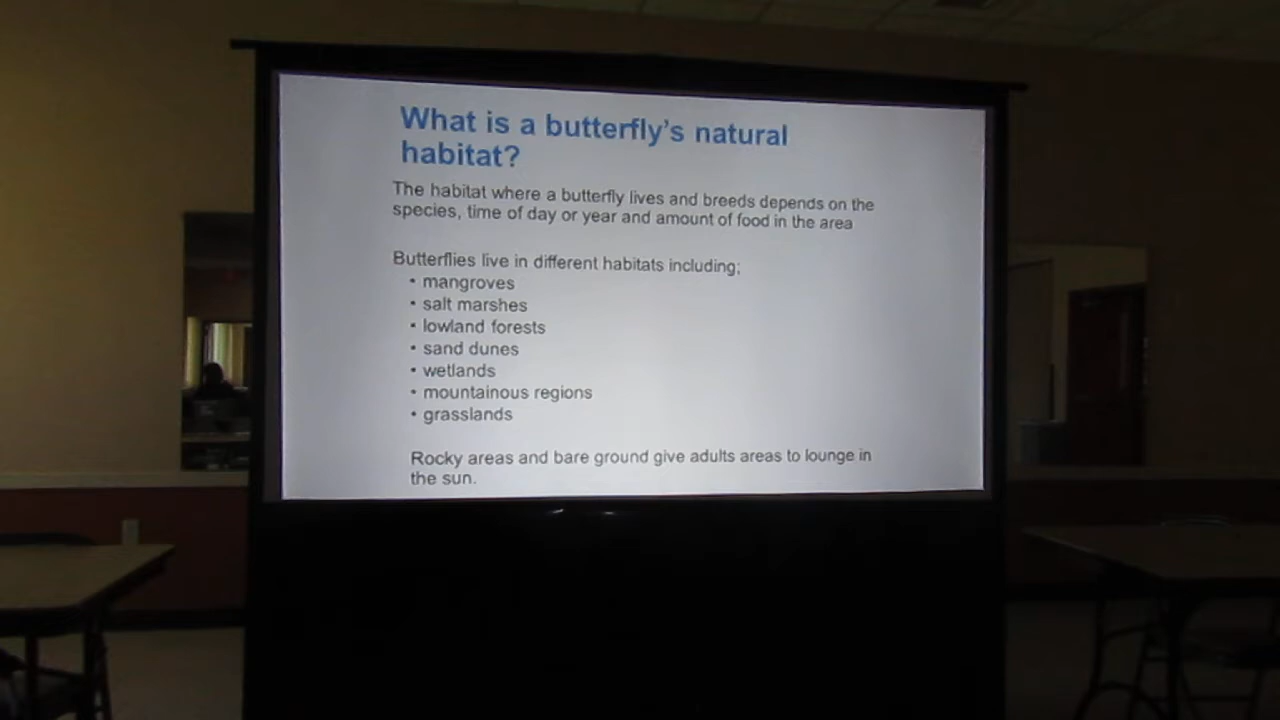 What is a butterfly's natural
habitat?
The habitat where a butterfly lives and breeds depends on the
species, time of day or year and amount of food in the area
Butterflies live in different habitats including;
• mangroves
• salt marshes
• lowland forests
• sand dunes
• wetlands
• mountainous regions
• grasslands
Rocky areas and bare ground give adults areas to lounge in
the sun.